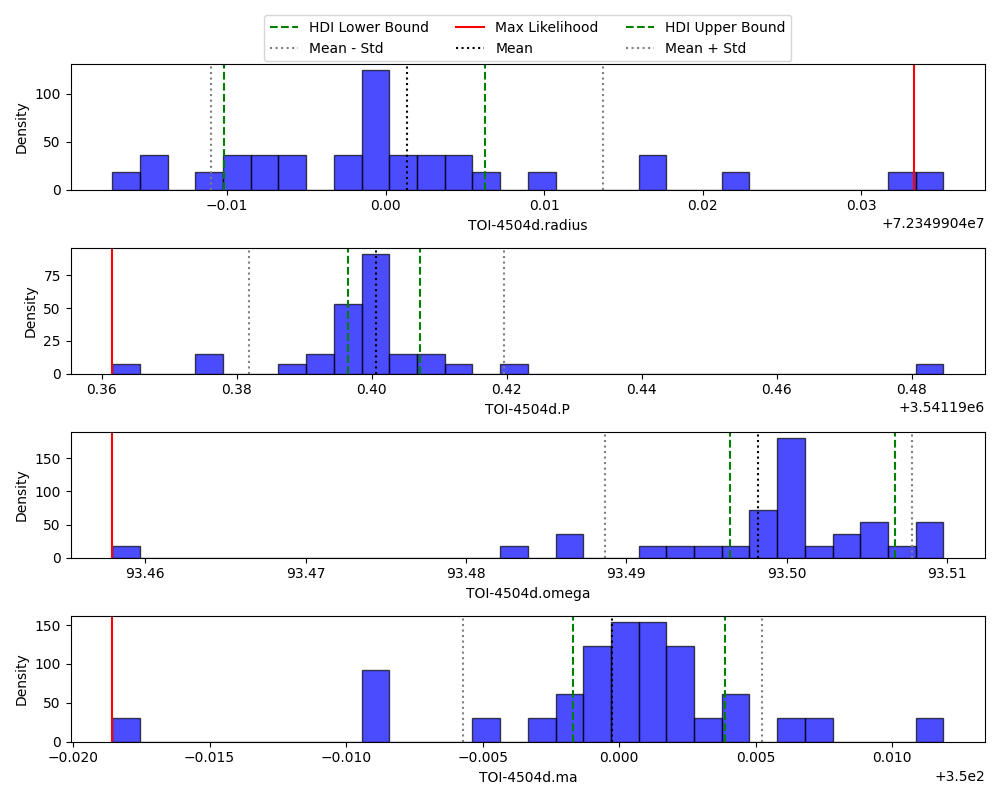 HDI Lower Bound Max Likelihood HDI Upper Bound
Mean - Std Mean Mean + Std
Density
100
50
0
−0.01 0.00 0.01 0.02 0.03
TOI-4504d.radius
+7.2349904e7
Density
75
50
25
0
0.36 0.38 0.40 0.42 0.44 0.46 0.48
TOI-4504d.P
+3.54119e6
Density
150
100
50
0
93.46 93.47 93.48 93.49 93.50 93.51
TOI-4504d.omega
Density
150
100
50
0
−0.020 −0.015 −0.010 −0.005 0.000 0.005 0.010
TOI-4504d.ma
+3.5e2